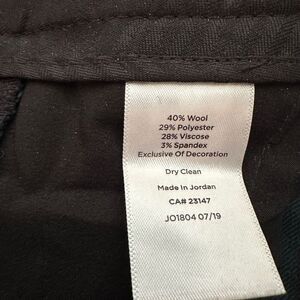 40% Wool
29% Polyester
28% Viscose
3% Spandex
Exclusive Of Decoration
Dry Clean
Made In Jordan
CA# 23147
JO1804 07/19